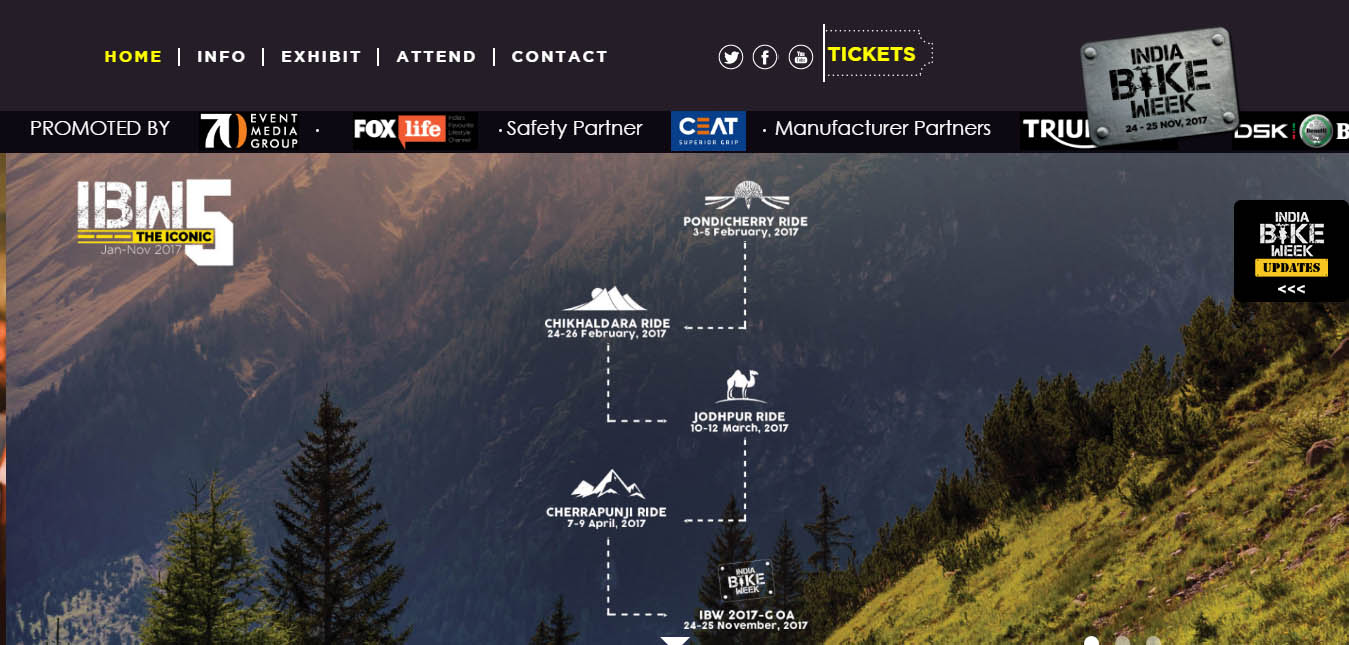 HOME INFO EXHIBIT ATTEND CONTACT
TICKETS
INDIA
BIKE
WEEK
24 - 25 NOV, 2017
PROMOTED BY
70 EVENT
MEDIA
GROUP
FOX life
India's
Favourite
Lifestyle
Channel
Safety Partner
CEAT
SUPERIOR GRIP
Manufacturer Partners
DSK
Benelli
IBW5
THE ICONIC
Jan-Nov 2017
PONDICHERRY RIDE
3-5 February, 2017
CHIKHALDARA RIDE
24-26 February, 2017
JODHPUR RIDE
10-12 March, 2017
CHERRAPUNJI RIDE
7-9 April, 2017
INDIA
BIKE
WEEK
IBW 2017-GOA
24-25 November, 2017
INDIA
BIKE
WEEK
UPDATES
<<<